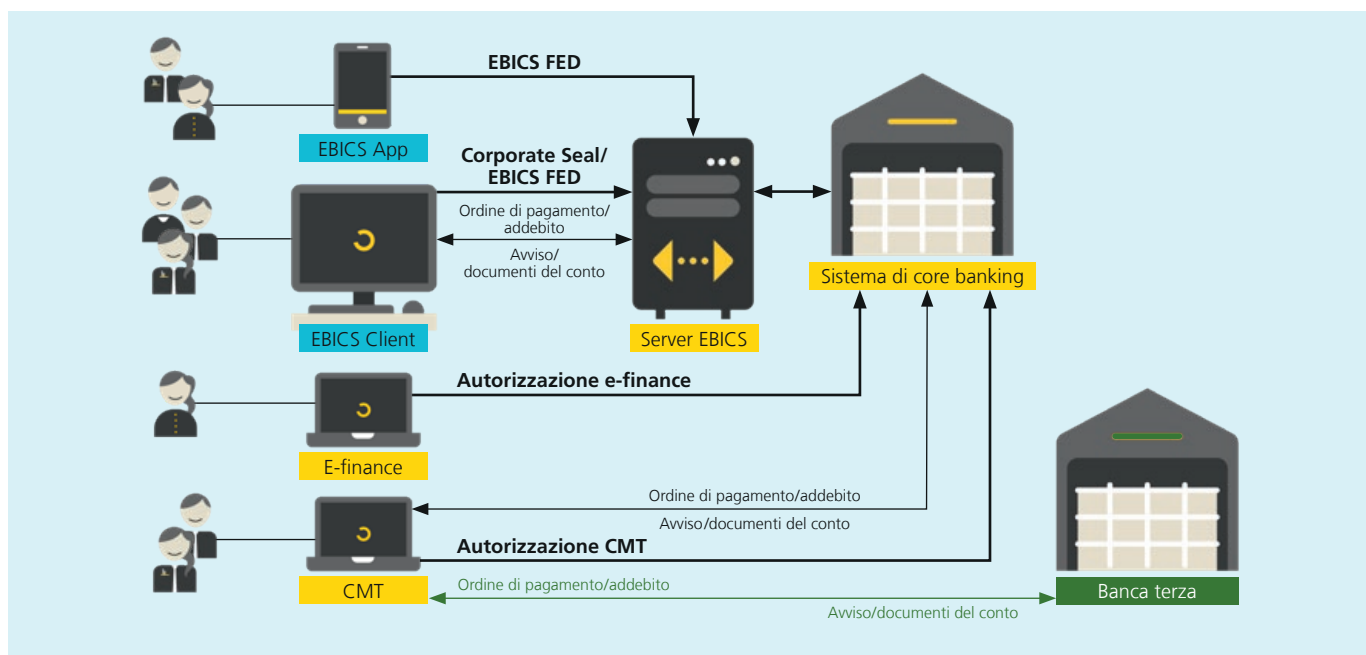 EBICS FED
EBICS App
Corporate Seal/
EBICS FED
Ordine di pagamento/
addebito
Avviso/
documenti del conto
EBICS Client
Server EBICS
Sistema di core banking
Autorizzazione e-finance
E-finance
Ordine di pagamento/addebito
Avviso/documenti del conto
Autorizzazione CMT
CMT
Ordine di pagamento/addebito
Avviso/documenti del conto
Banca terza